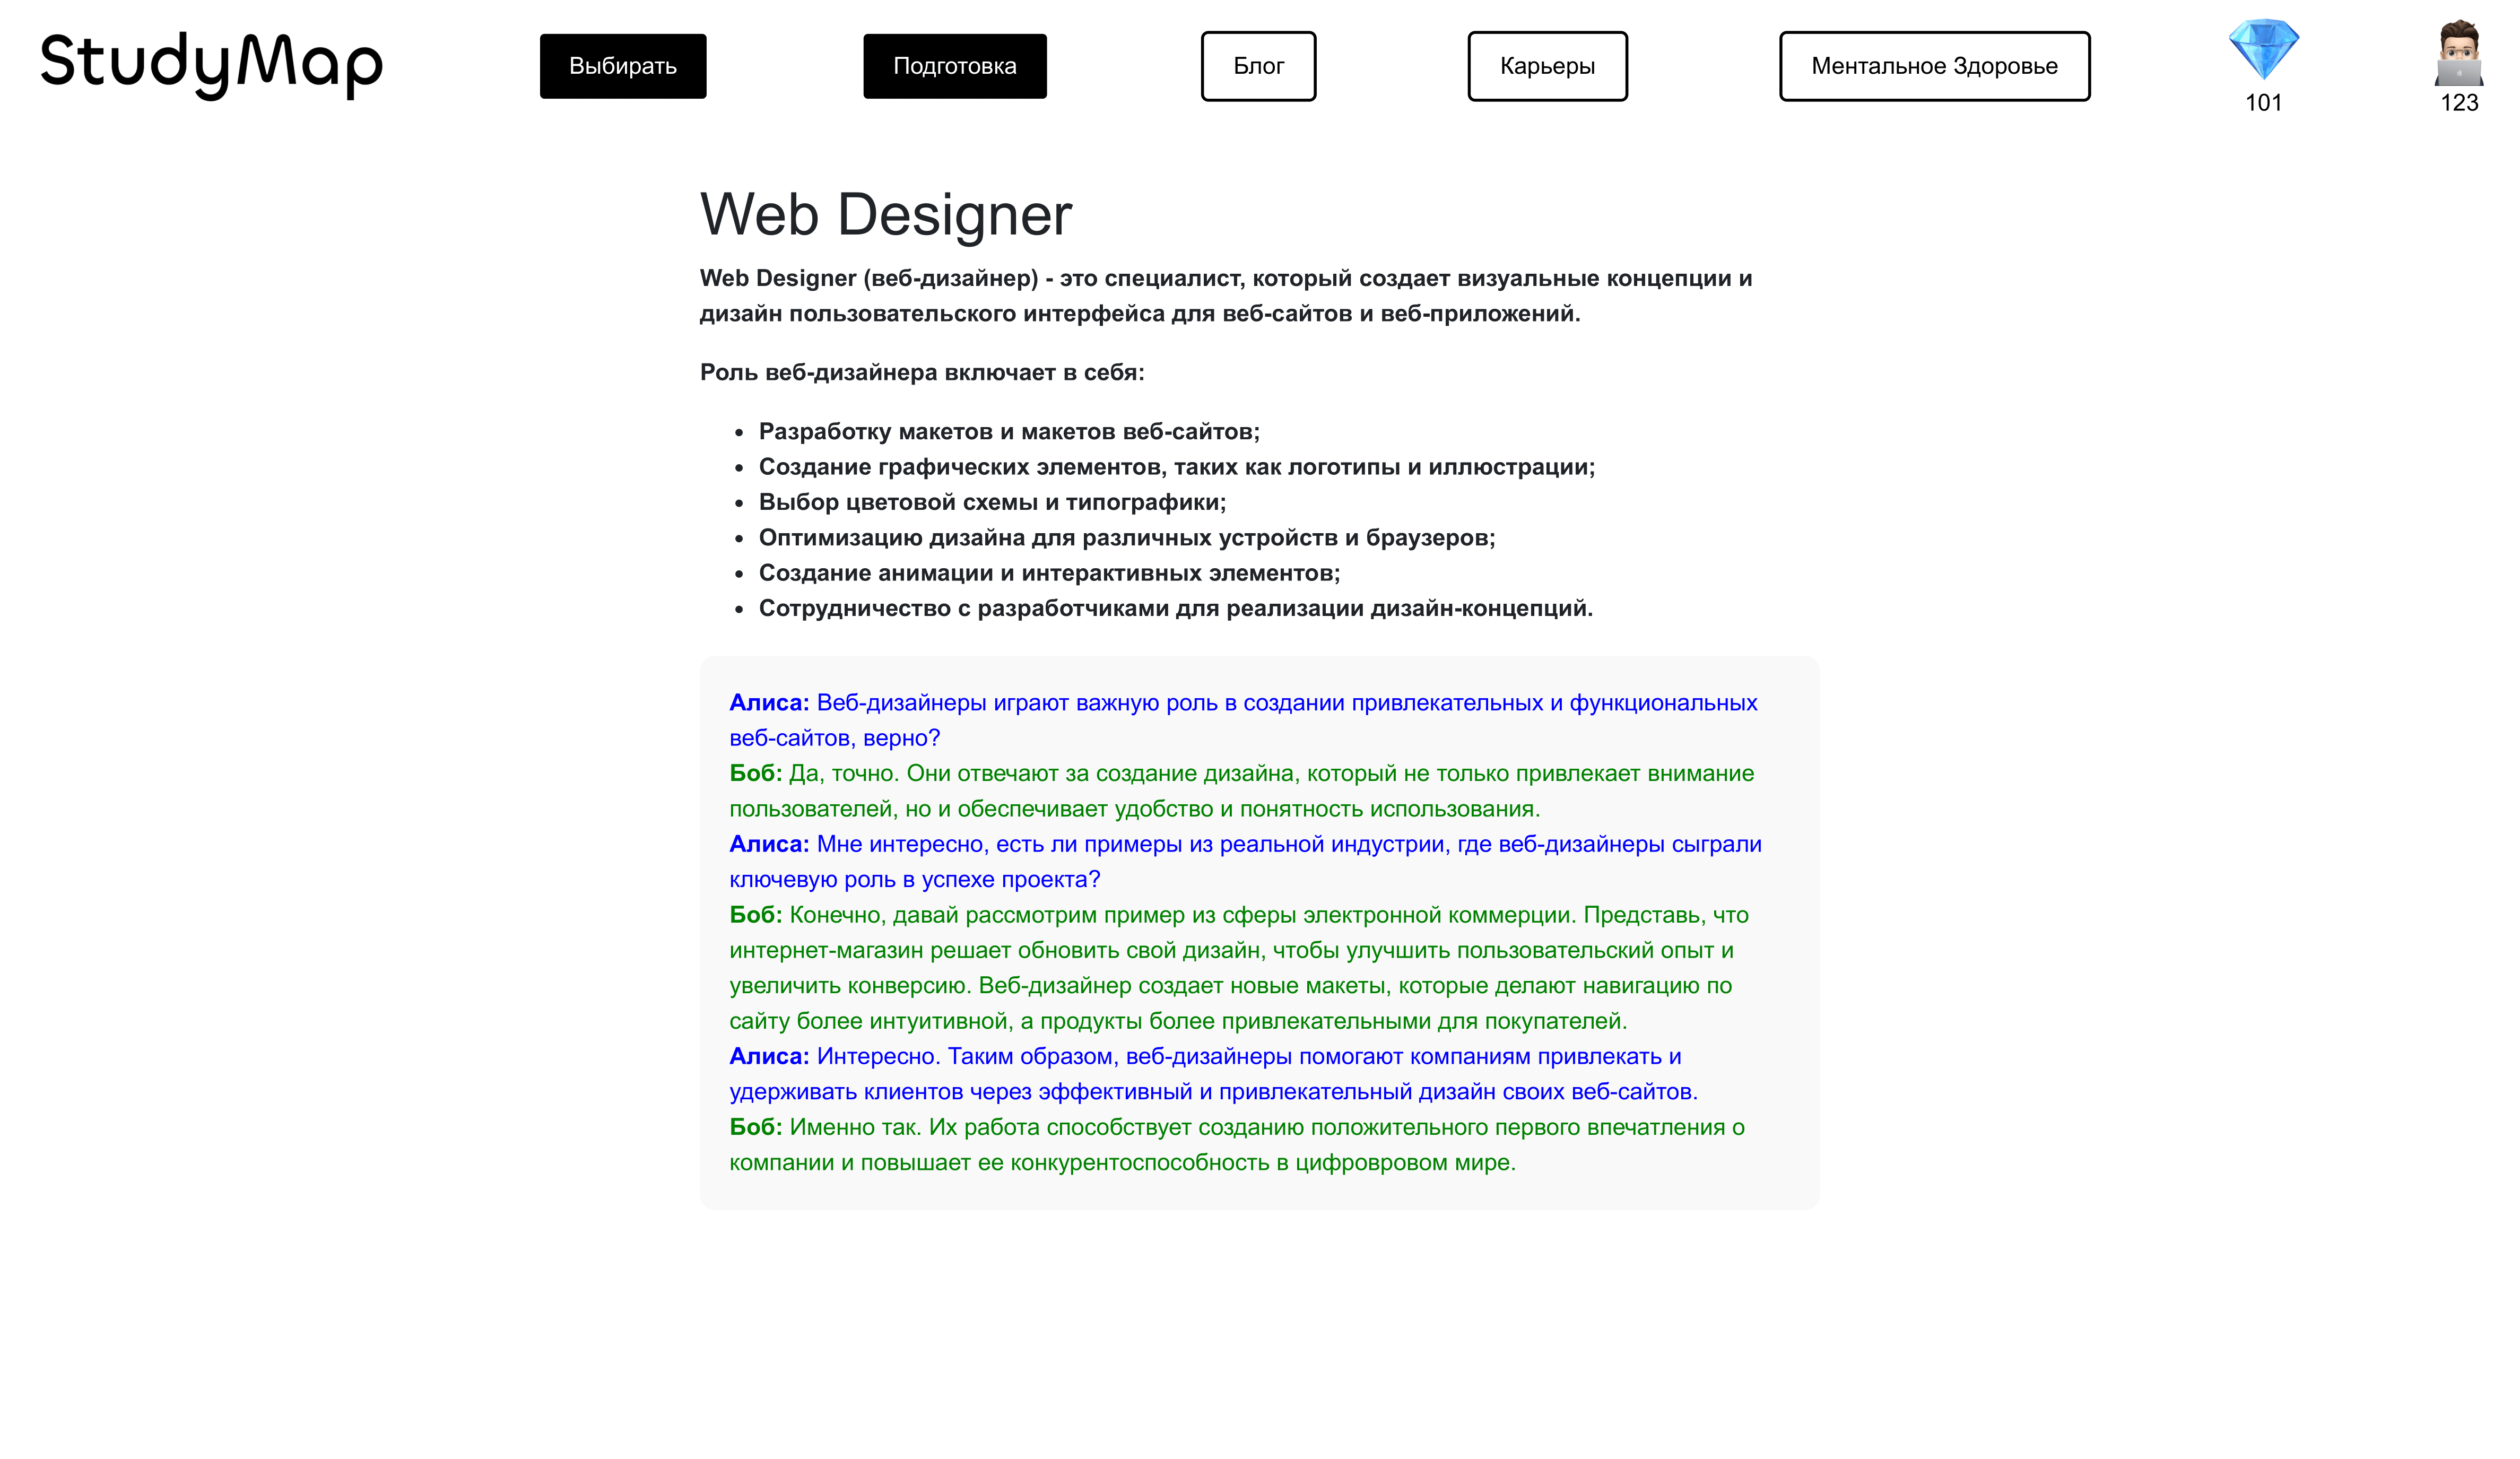 StudyMap
Выбирать
Подготовка
Блог
Карьеры
Ментальное Здоровье
101
123
Web Designer
Web Designer (веб-дизайнер) - это специалист, который создает визуальные концепции и
дизайн пользовательского интерфейса для веб-сайтов и веб-приложений.
Роль веб-дизайнера включает в себя:
• Разработку макетов и макетов веб-сайтов;
• Создание графических элементов, таких как логотипы и иллюстрации;
• Выбор цветовой схемы и типографики;
• Оптимизацию дизайна для различных устройств и браузеров;
• Создание анимации и интерактивных элементов;
• Сотрудничество с разработчиками для реализации дизайн-концепций.
Алиса: Веб-дизайнеры играют важную роль в создании привлекательных и функциональных
веб-сайтов, верно?
Боб: Да, точно. Они отвечают за создание дизайна, который не только привлекает внимание
пользователей, но и обеспечивает удобство и понятность использования.
Алиса: Мне интересно, есть ли примеры из реальной индустрии, где веб-дизайнеры сыграли
ключевую роль в успехе проекта?
Боб: Конечно, давай рассмотрим пример из сферы электронной коммерции. Представь, что
интернет-магазин решает обновить свой дизайн, чтобы улучшить пользовательский опыт и
увеличить конверсию. Веб-дизайнер создает новые макеты, которые делают навигацию по
сайту более интуитивной, а продукты более привлекательными для покупателей.
Алиса: Интересно. Таким образом, веб-дизайнеры помогают компаниям привлекать и
удерживать клиентов через эффективный и привлекательный дизайн своих веб-сайтов.
Боб: Именно так. Их работа способствует созданию положительного первого впечатления о
компании и повышает ее конкурентоспособность в цифровровом мире.